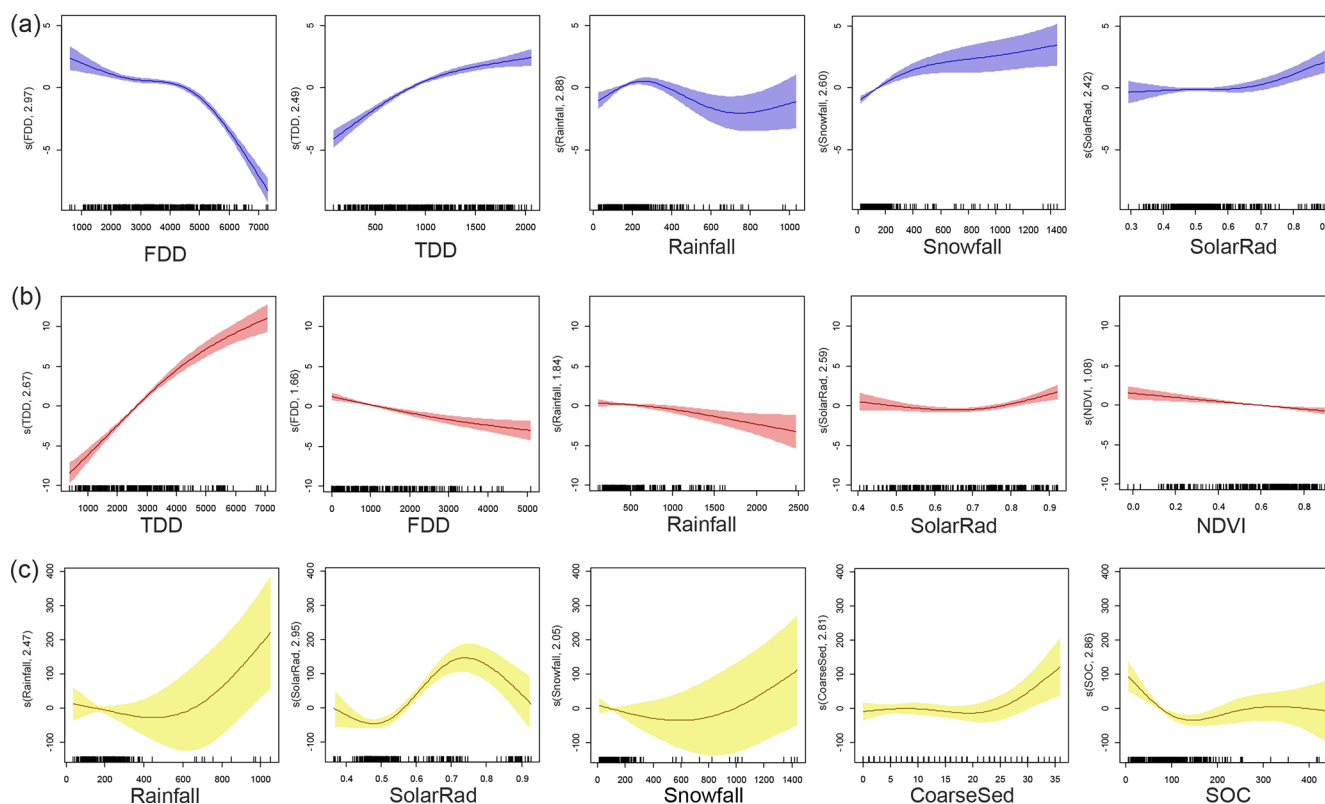 (a)
s(FDD, 2.97)
5
0
-5
1000 2000 3000 4000 5000 6000 7000
FDD
s(TDD, 2.49)
5
0
-5
500 1000 1500 2000
TDD
s(Rainfall, 2.88)
5
0
-5
0 200 400 600 800 1000
Rainfall
s(Snowfall, 2.60)
5
0
-5
0 200 400 600 800 1000 1200 1400
Snowfall
s(SolarRad, 2.42)
5
0
-5
0.3 0.4 0.5 0.6 0.7 0.8
SolarRad
(b)
s(TDD, 2.67)
10
5
0
-5
-10
1000 2000 3000 4000 5000 6000 7000
TDD
s(FDD, 1.66)
10
5
0
-5
-10
0 1000 2000 3000 4000 5000
FDD
s(Rainfall, 1.84)
10
5
0
-5
-10
500 1000 1500 2000 2500
Rainfall
s(SolarRad, 2.59)
10
5
0
-5
-10
0.4 0.5 0.6 0.7 0.8 0.9
SolarRad
s(NDVI, 1.08)
10
5
0
-5
-10
0.0 0.2 0.4 0.6 0.8
NDVI
(c)
s(Rainfall, 2.47)
400
300
200
100
0
-100
0 200 400 600 800 1000
Rainfall
s(SolarRad, 2.95)
400
300
200
100
0
-100
0.4 0.5 0.6 0.7 0.8 0.9
SolarRad
s(Snowfall, 2.05)
400
300
200
100
0
-100
0 200 400 600 800 1000 1200 1400
Snowfall
s(CoarseSed, 2.81)
400
300
200
100
0
-100
0 5 10 15 20 25 30 35
CoarseSed
s(SOC, 2.86)
400
300
200
100
0
-100
0 100 200 300 400
SOC